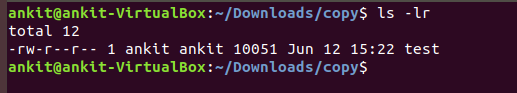 ankit@ankit-VirtualBox:~/Downloads/copy$ ls -lr
total 12
-rw-r--r-- 1 ankit ankit 10051 Jun 12 15:22 test
ankit@ankit-VirtualBox:~/Downloads/copy$